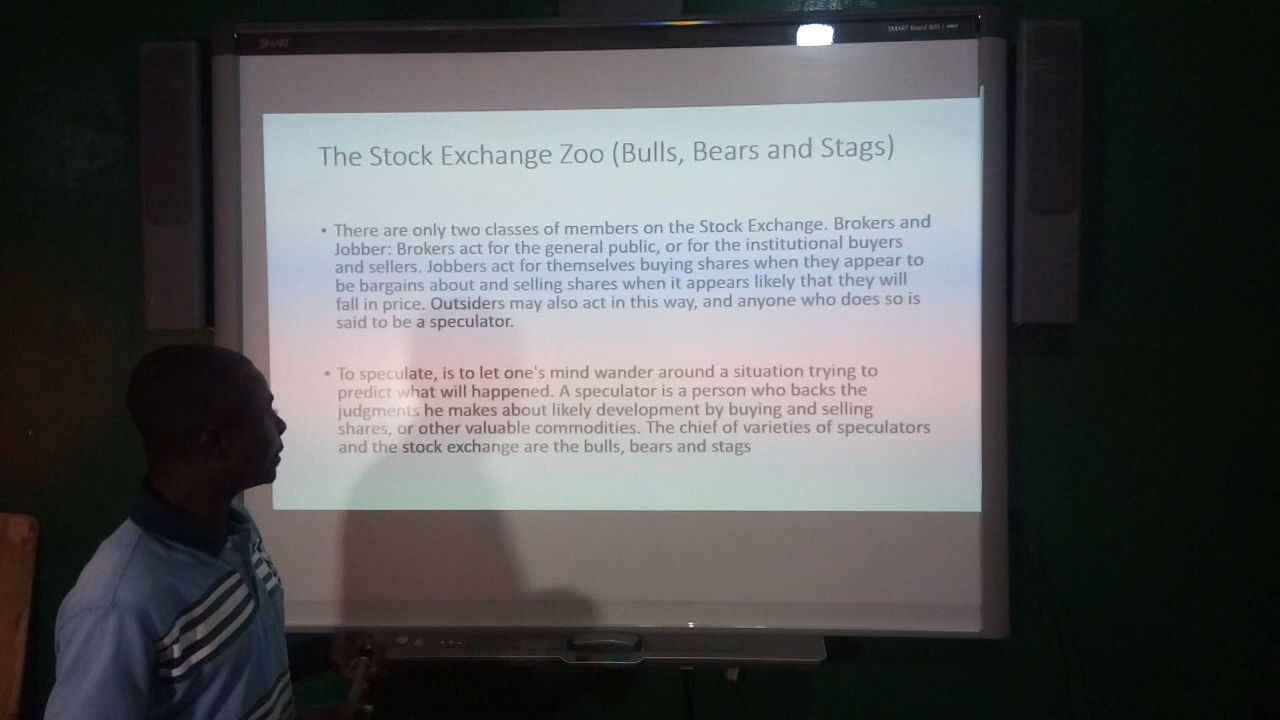 SMART
SMART Board 800
The Stock Exchange Zoo (Bulls, Bears and Stags)
• There are only two classes of members on the Stock Exchange. Brokers and
Jobber: Brokers act for the general public, or for the institutional buyers
and sellers. Jobbers act for themselves buying shares when they appear to
be bargains about and selling shares when it appears likely that they will
fall in price. Outsiders may also act in this way, and anyone who does so is
said to be a speculator.
• To speculate, is to let one's mind wander around a situation trying to
predict what will happened. A speculator is a person who backs the
judgments he makes about likely development by buying and selling
shares, or other valuable commodities. The chief of varieties of speculators
and the stock exchange are the bulls, bears and stags